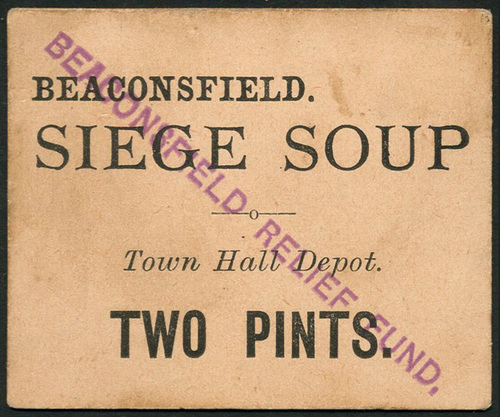 BEACONSFIELD.
SIEGE SOUP
o
Town Hall Depot.
TWO PINTS.
BEACONSFIELD RELIEF FUND,